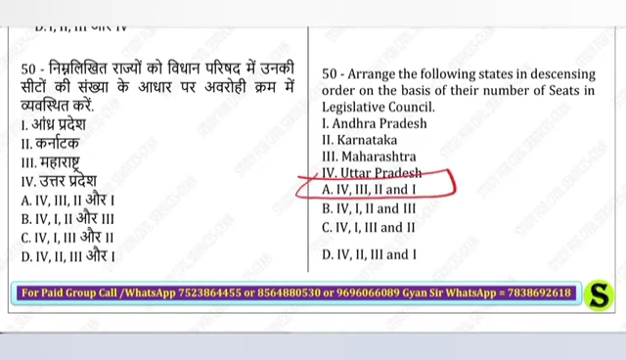 50 - निम्नलिखित राज्यों को विधान परिषद में उनकी
सीटों की संख्या के आधार पर अवरोही क्रम में
व्यवस्थित करें.
I. आंध्र प्रदेश
II. कर्नाटक
III. महाराष्ट्र
IV. उत्तर प्रदेश
A. IV, III, II और I
B. IV, I, II और III
C. IV, I, III और II
D. IV, II, III और I
50 - Arrange the following states in descensing
order on the basis of their number of Seats in
Legislative Council.
I. Andhra Pradesh
II. Karnataka
III. Maharashtra
IV. Uttar Pradesh
A. IV, III, II and I
B. IV, I, II and III
C. IV, I, III and II
D. IV, II, III and I
For Paid Group Call /WhatsApp 7523864455 or 8564880530 or 9696066089 Gyan Sir WhatsApp = 7838692618
S